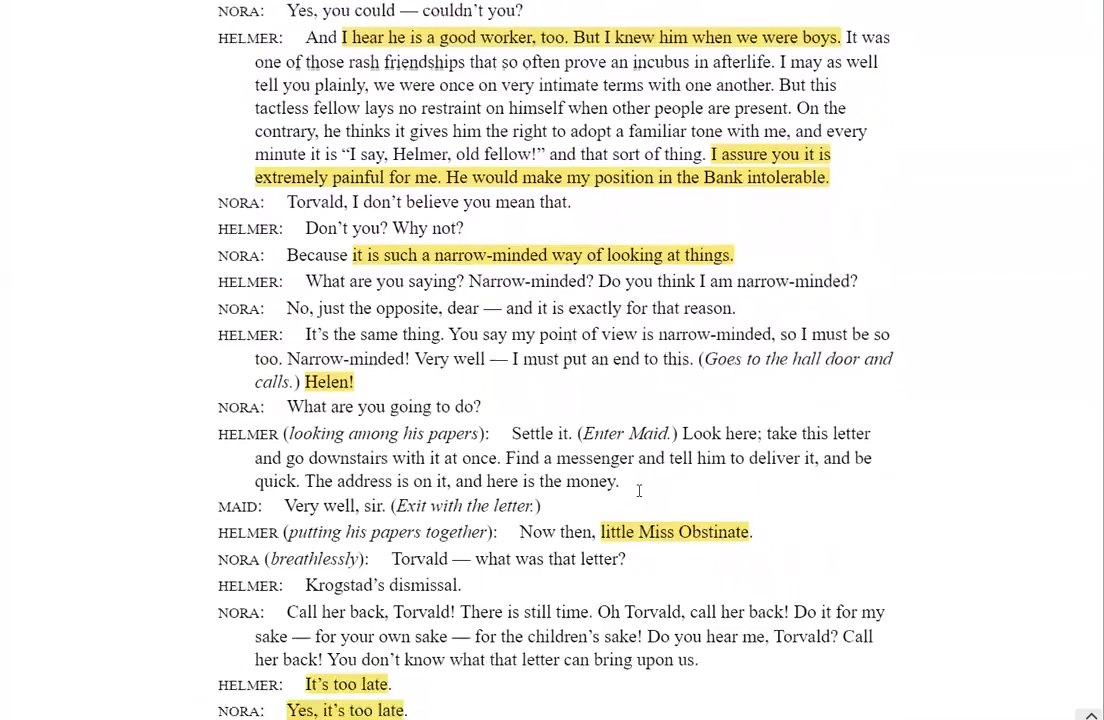 NORA: Yes, you could — couldn't you?
HELMER: And I hear he is a good worker, too. But I knew him when we were boys. It was
one of those rash friendships that so often prove an incubus in afterlife. I may as well
tell you plainly, we were once on very intimate terms with one another. But this
tactless fellow lays no restraint on himself when other people are present. On the
contrary, he thinks it gives him the right to adopt a familiar tone with me, and every
minute it is “I say, Helmer, old fellow!” and that sort of thing. I assure you it is
extremely painful for me. He would make my position in the Bank intolerable.
NORA: Torvald, I don't believe you mean that.
HELMER: Don't you? Why not?
NORA: Because it is such a narrow-minded way of looking at things.
HELMER: What are you saying? Narrow-minded? Do you think I am narrow-minded?
NORA: No, just the opposite, dear — and it is exactly for that reason.
HELMER: It's the same thing. You say my point of view is narrow-minded, so I must be so
too. Narrow-minded! Very well — I must put an end to this. (Goes to the hall door and
calls.) Helen!
NORA: What are you going to do?
HELMER (looking among his papers): Settle it. (Enter Maid.) Look here; take this letter
and go downstairs with it at once. Find a messenger and tell him to deliver it, and be
quick. The address is on it, and here is the money.
MAID: Very well, sir. (Exit with the letter.)
HELMER (putting his papers together): Now then, little Miss Obstinate.
NORA (breathlessly): Torvald — what was that letter?
HELMER: Krogstad's dismissal.
NORA: Call her back, Torvald! There is still time. Oh Torvald, call her back! Do it for my
sake — for your own sake — for the children's sake! Do you hear me, Torvald? Call
her back! You don't know what that letter can bring upon us.
HELMER: It's too late.
NORA: Yes, it's too late.